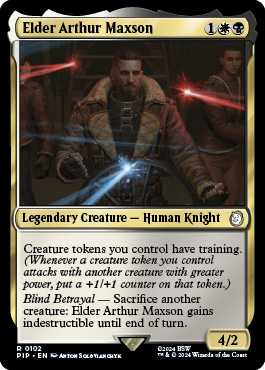 Elder Arthur Maxson 1
Legendary Creature — Human Knight
Creature tokens you control have training.
(Whenever a creature token you control
attacks with another creature with greater
power, put a +1/+1 counter on that token.)
Blind Betrayal — Sacrifice another
creature: Elder Arthur Maxson gains
indestructible until end of turn.
4/2
R 0102
PIP • EN Anton Solovianchyk
©2024 BSW
™ & © 2024 Wizards of the Coast